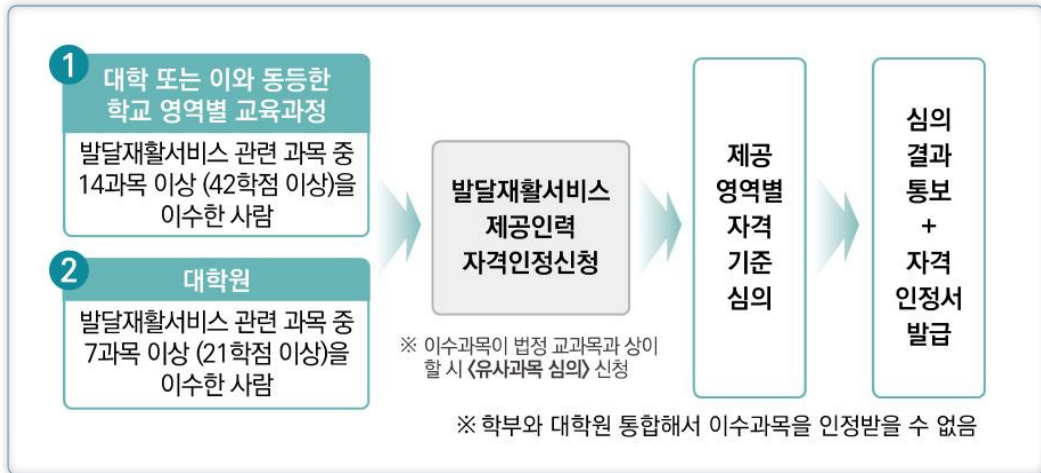 1
대학 또는 이와 동등한
학교 영역별 교육과정
발달재활서비스 관련 과목 중
14과목 이상 (42학점 이상)을
이수한 사람
2
대학원
발달재활서비스 관련 과목 중
7과목 이상 (21학점 이상)을
이수한 사람
발달재활서비스
제공인력
자격인정신청
※ 이수과목이 법정 교과목과 상이
할 시 <유사과목 심의> 신청
제공
영역별
자격
기준
심의
심의
결과
통보
+
자격
인정서
발급
※ 학부와 대학원 통합해서 이수과목을 인정받을 수 없음